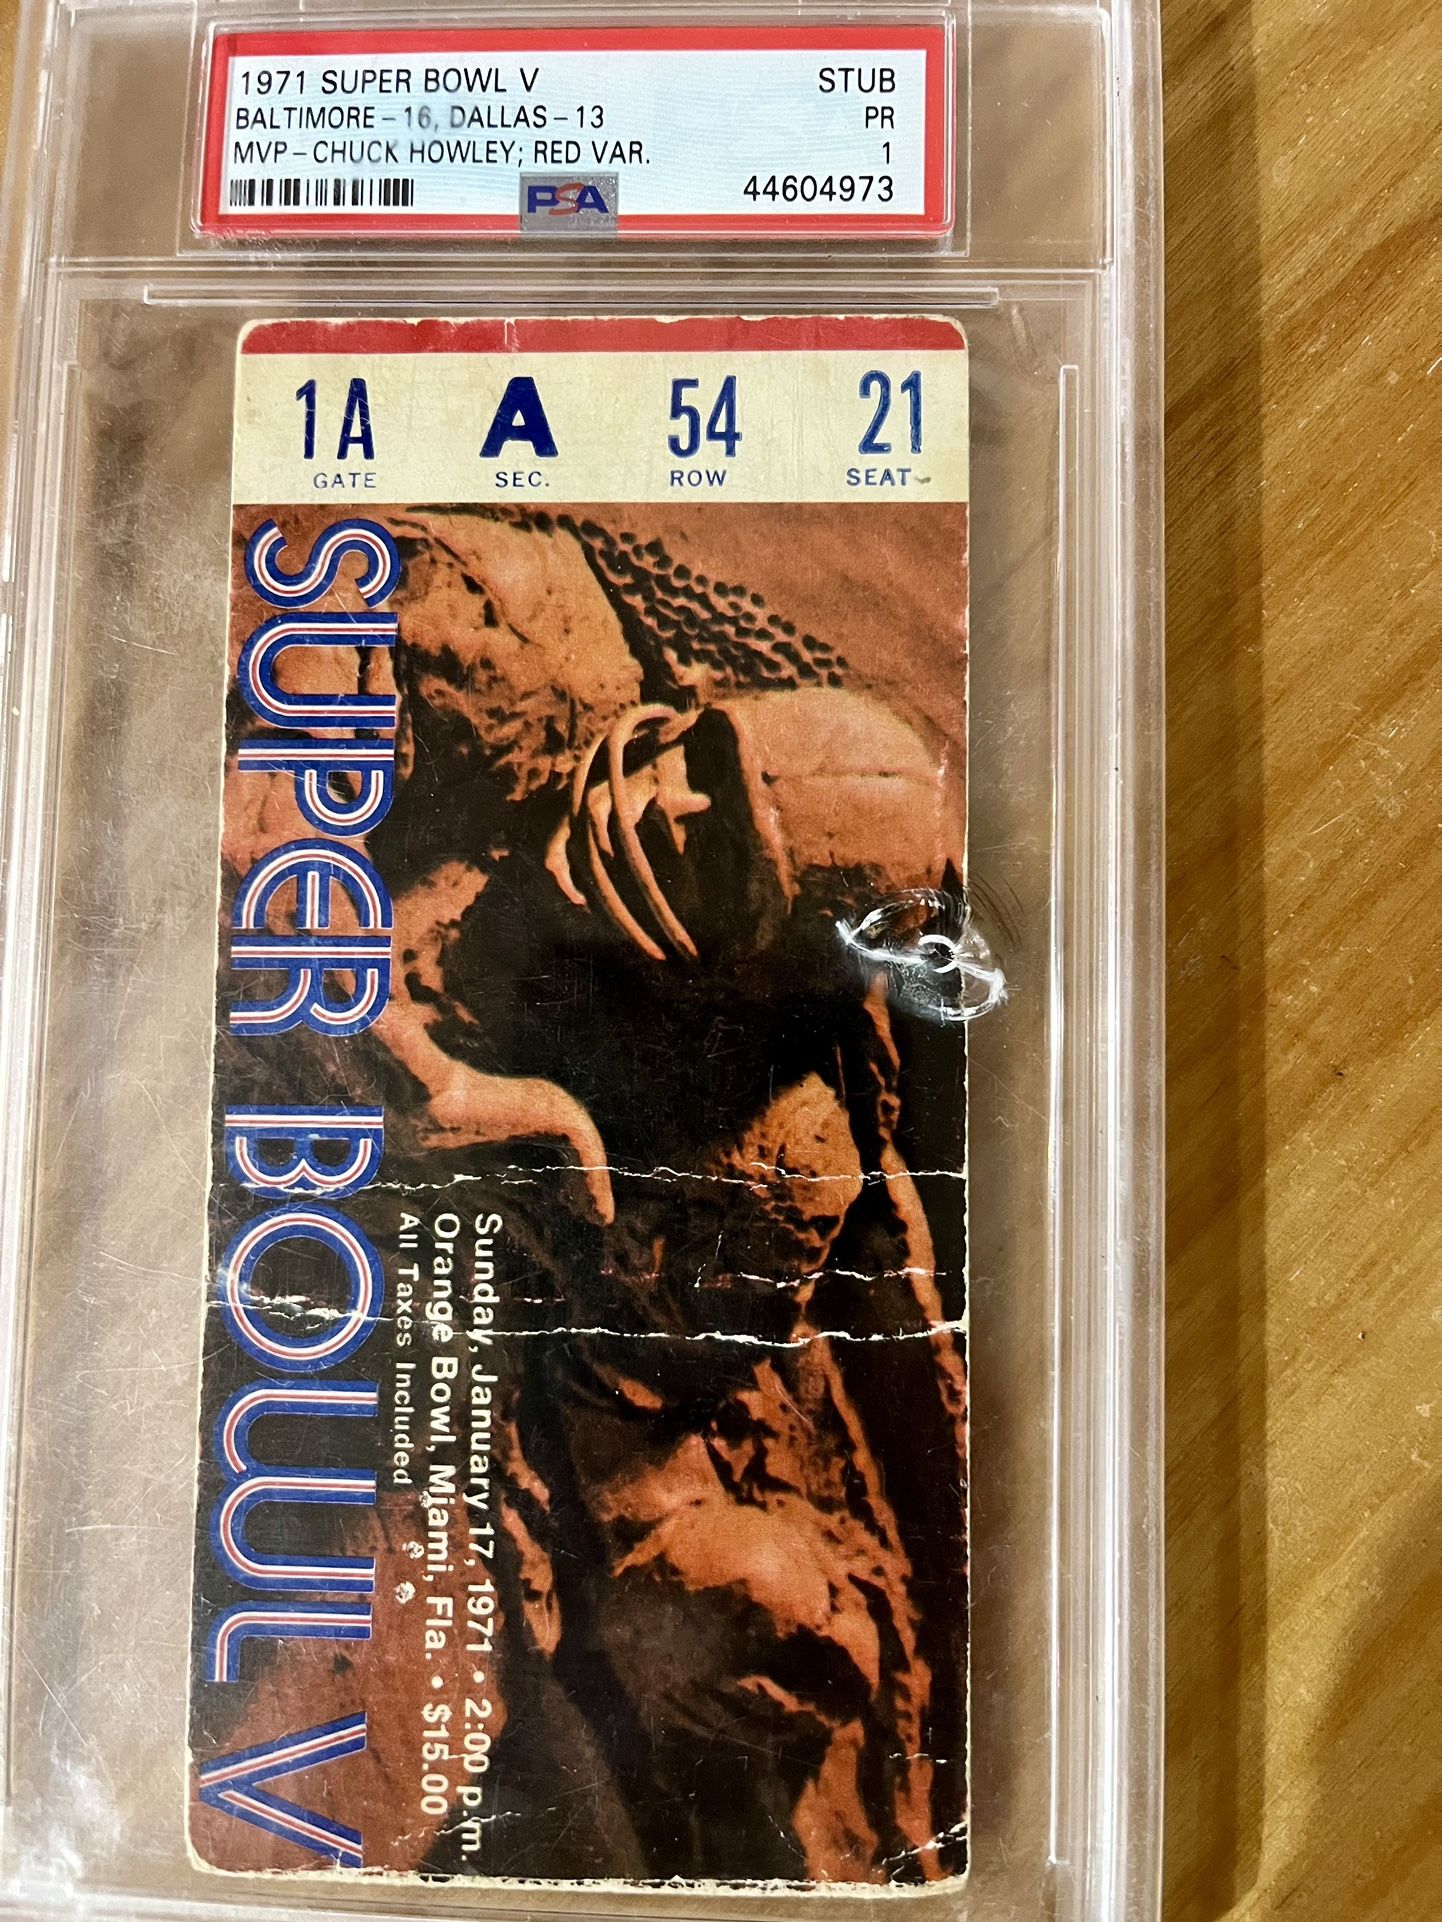 1971 SUPER BOWL V STUB
BALTIMORE - 16, DALLAS - 13 PR
MVP - CHUCK HOWLEY; RED VAR. 1
PSA 44604973
1A A 54 21
GATE SEC. ROW SEAT
SUPER BOWL V
Sunday, January 17, 1971 • 2:00 p.m.
Orange Bowl, Miami, Fla. • $15.00
All Taxes Included